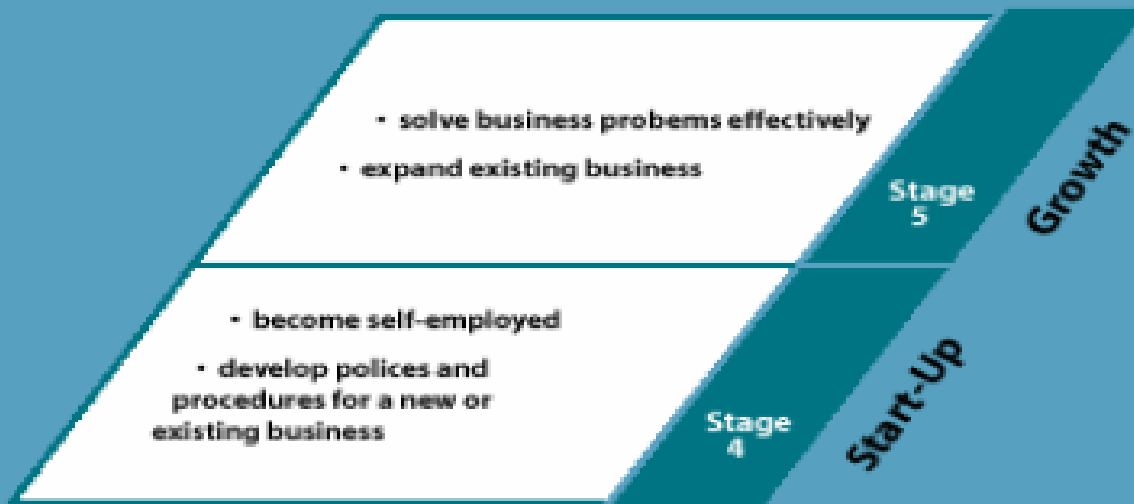 • solve business probems effectively
• expand existing business
Stage
5
Growth
• become self-employed
• develop polices and
procedures for a new or
existing business
Stage
4
Start-Up